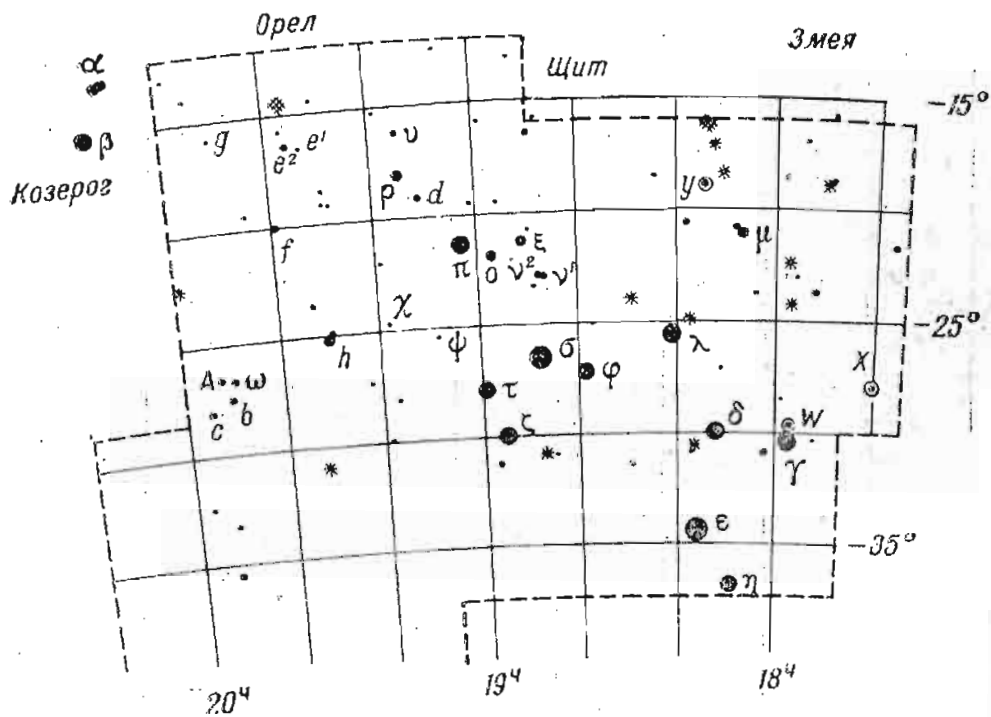 Орел
Змея
Щит
α
-15°
β
g
e² e¹
υ
Козерог
ρ d
y
f
π
ο
ξ
ν² ν¹
μ
χ
-25°
h
ψ
σ
λ
φ
X
A ω
b
c
τ
ζ
δ
W
γ
ε
-35°
η
20ч
19ч
18ч